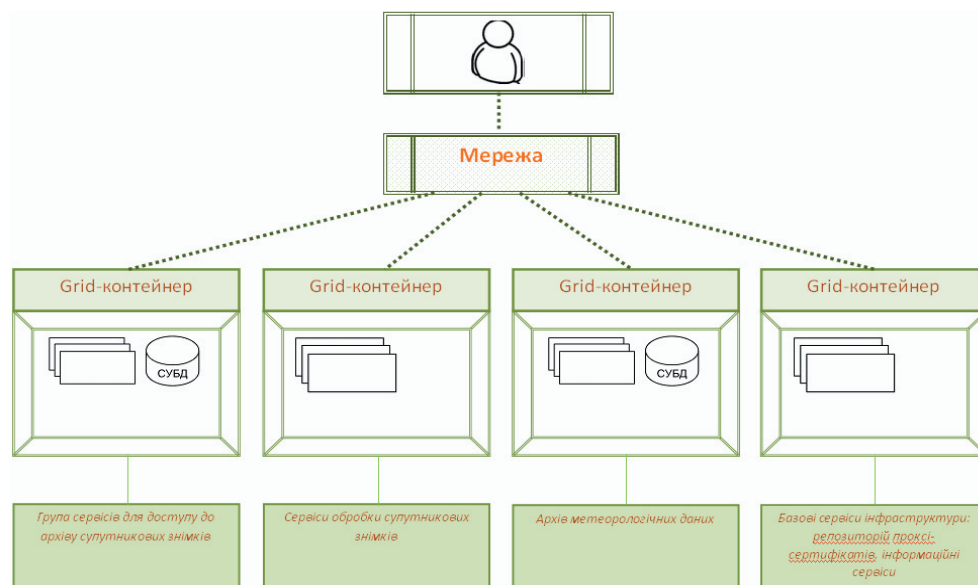 Мережа
Grid-контейнер
Grid-контейнер
Grid-контейнер
Grid-контейнер
СУБД
СУБД
Група сервісів для доступу до
архіву супутникових знімків
Сервіси обробки супутникових
знімків
Архів метеорологічних даних
Базові сервіси інфраструктури:
репозиторій проксі-
сертифікатів, інформаційні
сервіси